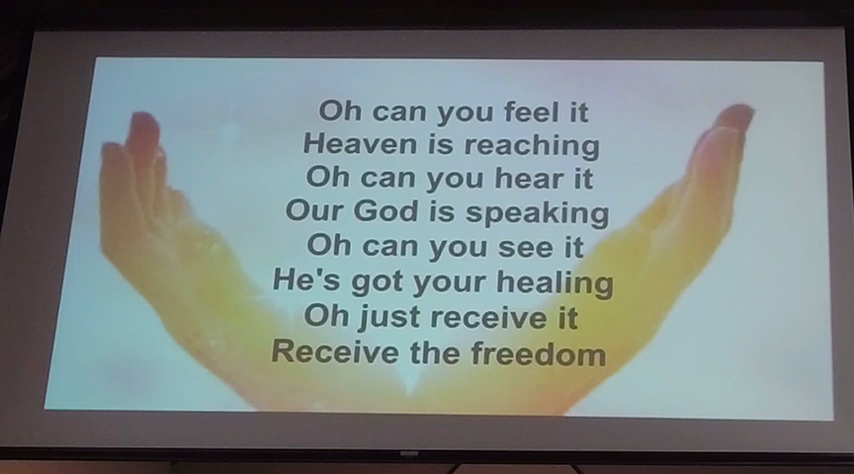 Oh can you feel it
Heaven is reaching
Oh can you hear it
Our God is speaking
Oh can you see it
He's got your healing
Oh just receive it
Receive the freedom